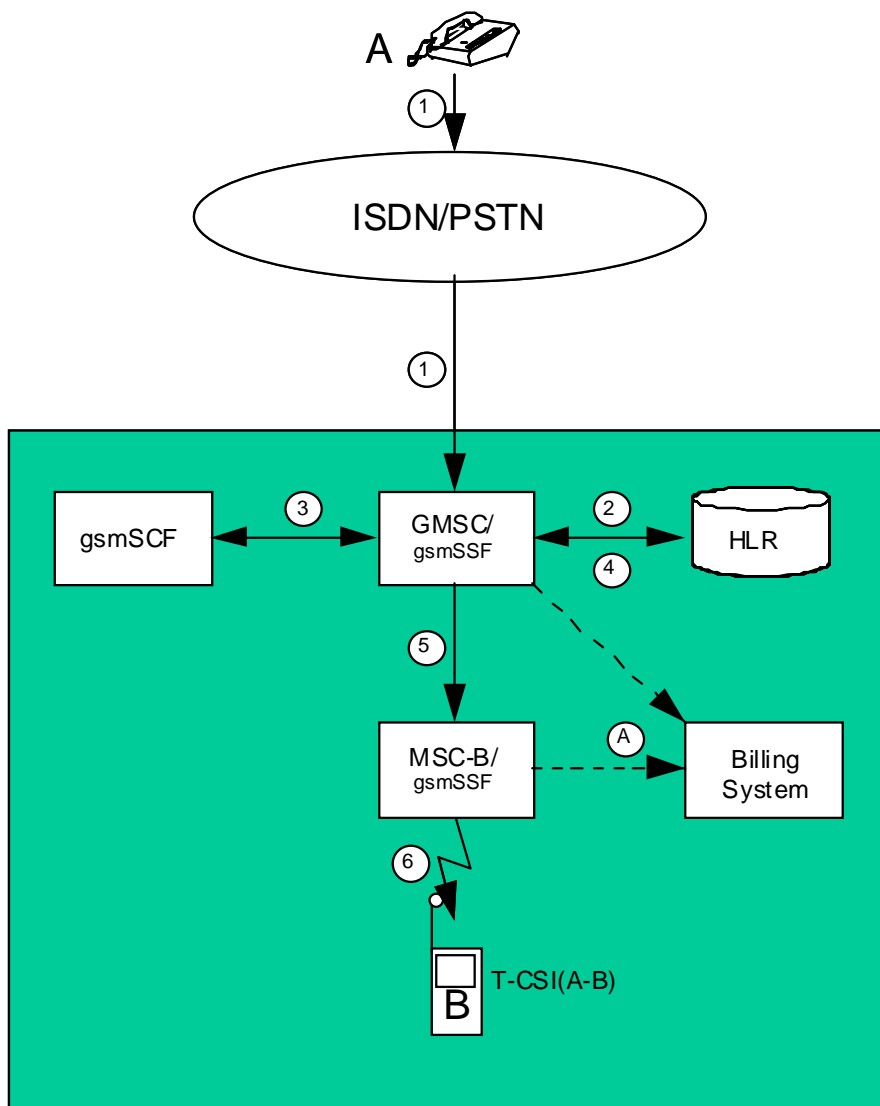 A
1
ISDN/PSTN
1
gsmSCF
3
GMSC/
gsmSSF
2
4
HLR
5
MSC-B/
gsmSSF
A
Billing
System
6
T-CSI(A-B)
B